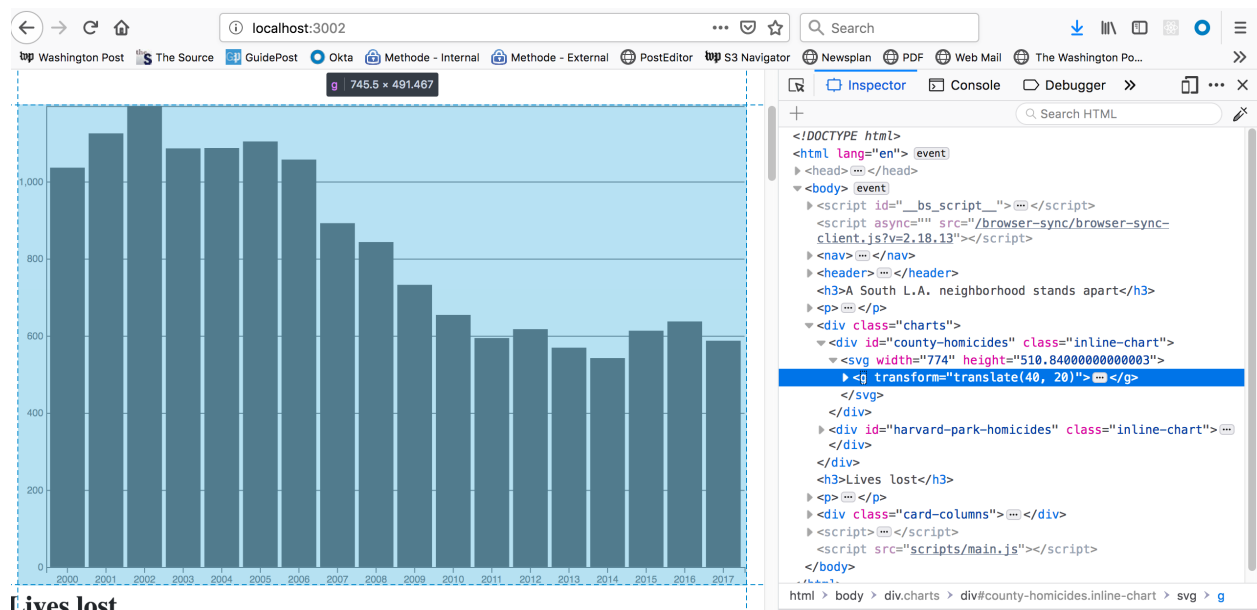 localhost:3002
Search
Washington Post The Source GuidePost Okta Methode - Internal Methode - External PostEditor S3 Navigator Newsplan PDF Web Mail The Washington Po...
g 745.5 × 491.467
Inspector Console Debugger
Search HTML
<!DOCTYPE html>
<html lang="en"> event
<head> ... </head>
<body> event
<script id="__bs_script__"> ... </script>
<script async="" src="/browser-sync/browser-sync-
client.js?v=2.18.13"></script>
<nav> ... </nav>
<header> ... </header>
<h3>A South L.A. neighborhood stands apart</h3>
<p> ... </p>
<div class="charts">
<div id="county-homicides" class="inline-chart">
<svg width="774" height="510.84000000000003">
<g transform="translate(40, 20)"> ... </g>
</svg>
</div>
<div id="harvard-park-homicides" class="inline-chart"> ...
</div>
</div>
<h3>Lives lost</h3>
<p> ... </p>
<div class="card-columns"> ... </div>
<script> ... </script>
<script src="scripts/main.js"></script>
</body>
</html>
html > body > div.charts > div#county-homicides.inline-chart > svg > g
1,000
800
600
400
200
0
2000 2001 2002 2003 2004 2005 2006 2007 2008 2009 2010 2011 2012 2013 2014 2015 2016 2017
Lives lost